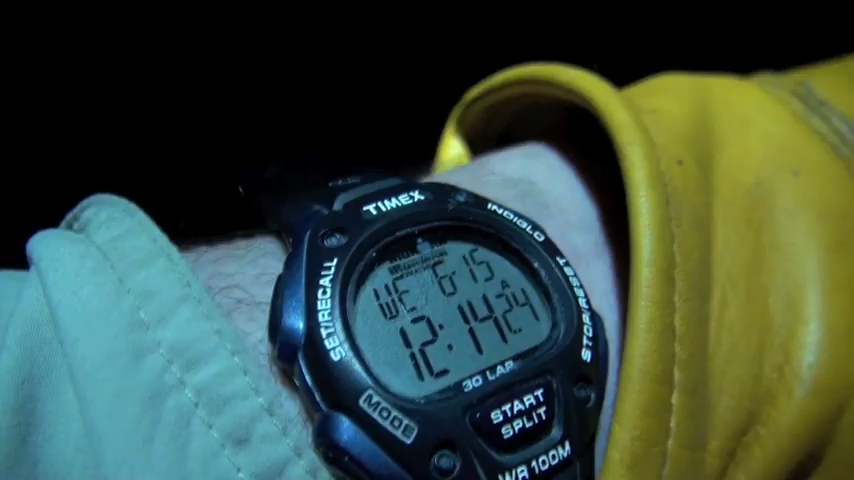 TIMEX
INDIGLO
SET/RECALL
STOP/RESET
WE 6-15
A
12:14 24
30 LAP
MODE
START
SPLIT
WR 100M